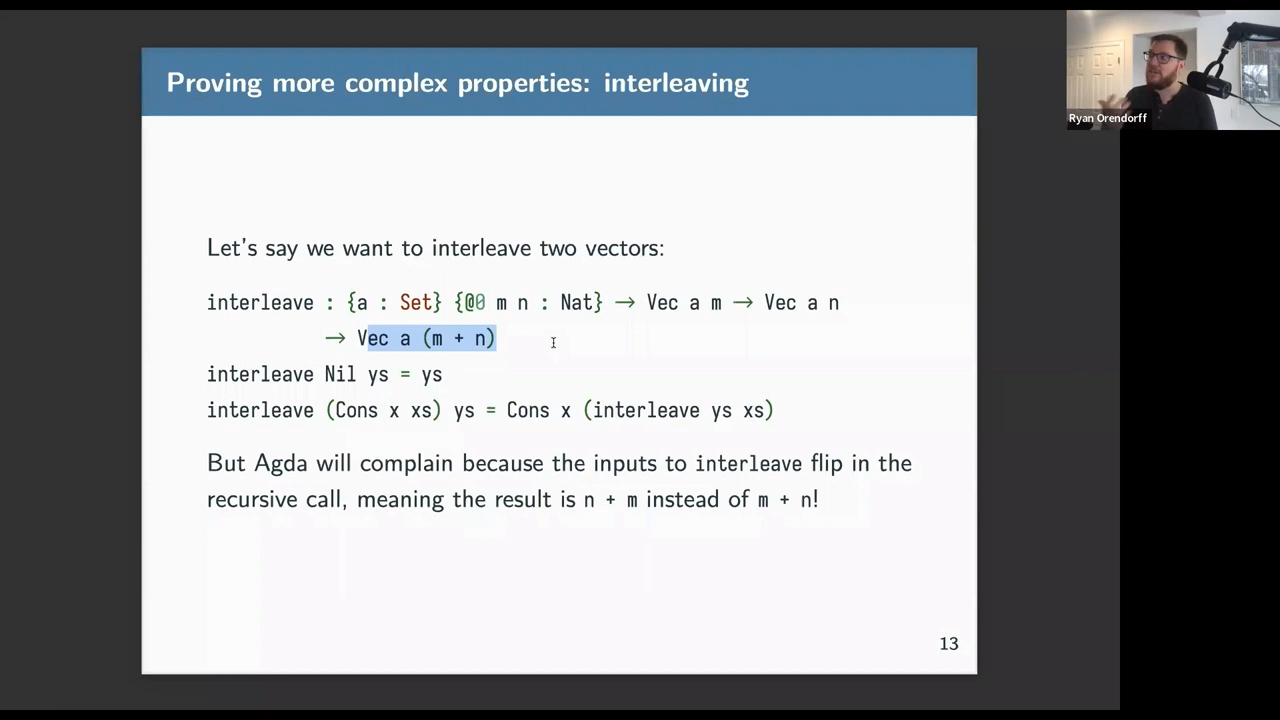 Proving more complex properties: interleaving
Ryan Orendorff
Let's say we want to interleave two vectors:
interleave : {a : Set} {@0 m n : Nat} → Vec a m → Vec a n
→ Vec a (m + n)
interleave Nil ys = ys
interleave (Cons x xs) ys = Cons x (interleave ys xs)
But Agda will complain because the inputs to interleave flip in the
recursive call, meaning the result is n + m instead of m + n!
13